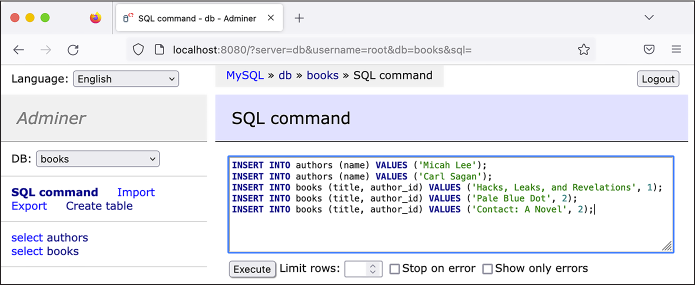 SQL command - db - Adminer
localhost:8080/?server=db&username=root&db=books&sql=
Language: English
MySQL » db » books » SQL command
Logout
Adminer
SQL command
DB: books
SQL command Import
Export Create table
select authors
select books
INSERT INTO authors (name) VALUES ('Micah Lee');
INSERT INTO authors (name) VALUES ('Carl Sagan');
INSERT INTO books (title, author_id) VALUES ('Hacks, Leaks, and Revelations', 1);
INSERT INTO books (title, author_id) VALUES ('Pale Blue Dot', 2);
INSERT INTO books (title, author_id) VALUES ('Contact: A Novel', 2);
Execute Limit rows: Stop on error Show only errors